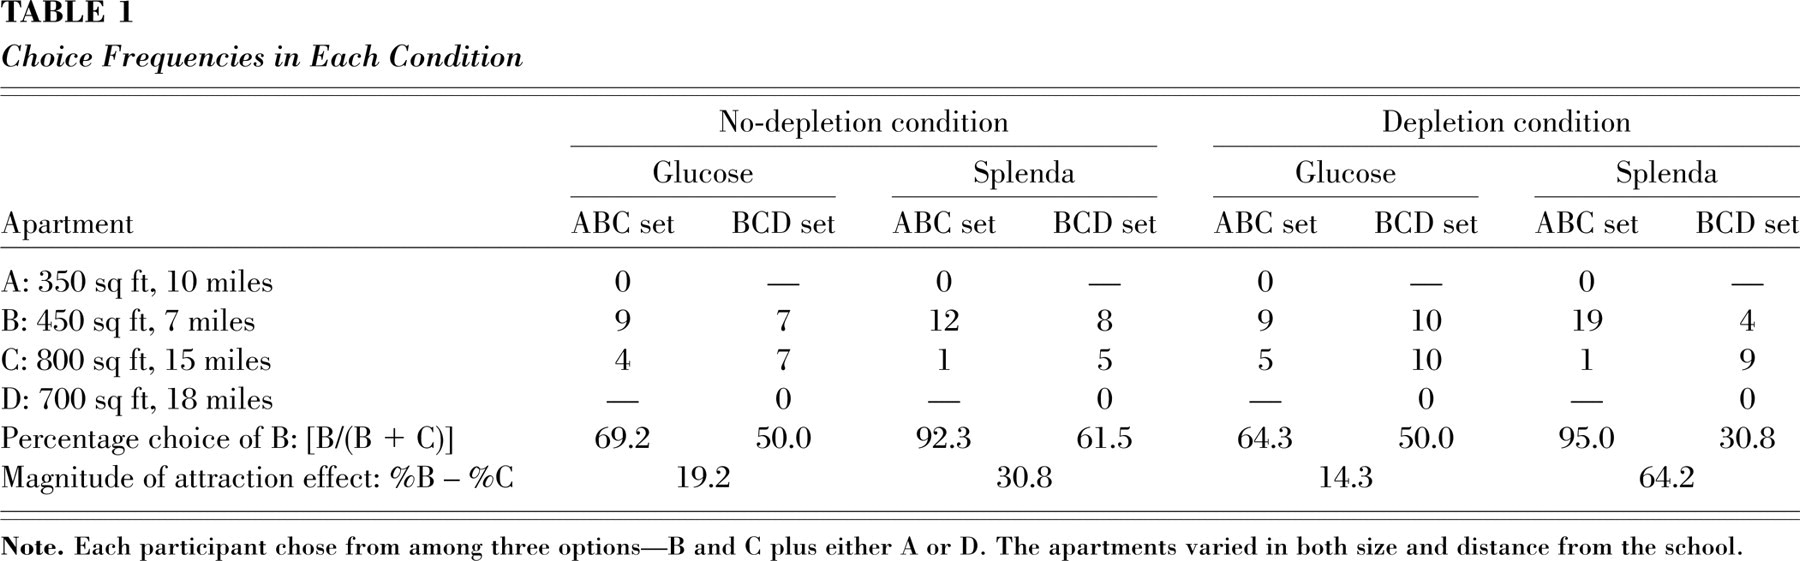 TABLE 1
Choice Frequencies in Each Condition
No-depletion condition Depletion condition
Glucose Splenda Glucose Splenda
Apartment ABC set BCD set ABC set BCD set ABC set BCD set ABC set BCD set
A: 350 sq ft, 10 miles 0 — 0 — 0 — 0 —
B: 450 sq ft, 7 miles 9 7 12 8 9 10 19 4
C: 800 sq ft, 15 miles 4 7 1 5 5 10 1 9
D: 700 sq ft, 18 miles — 0 — 0 — 0 — 0
Percentage choice of B: [B/(B + C)] 69.2 50.0 92.3 61.5 64.3 50.0 95.0 30.8
Magnitude of attraction effect: %B – %C 19.2 30.8 14.3 64.2
Note. Each participant chose from among three options—B and C plus either A or D. The apartments varied in both size and distance from the school.